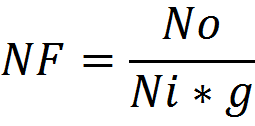 NF = No / Ni * g